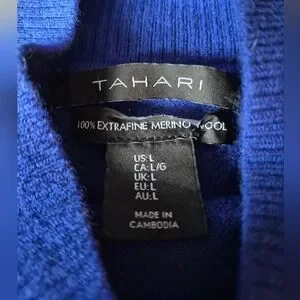 TAHARI
100% EXTRAFINE MERINO WOOL
US:L
CA:L/G
UK:L
EU:L
AU:L
MADE IN
CAMBODIA